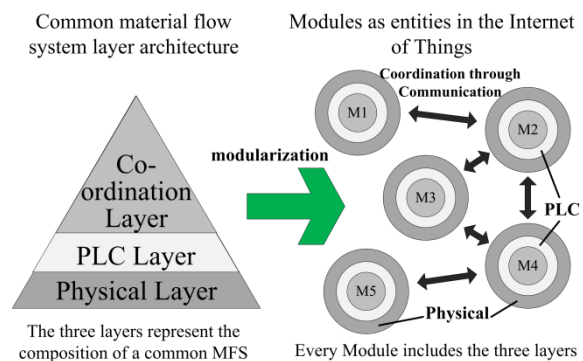 Common material flow
system layer architecture
Co-
ordination
Layer
PLC Layer
Physical Layer
The three layers represent the
composition of a common MFS
modularization
Modules as entities in the Internet
of Things
Coordination through
Communication
M1
M2
M3
PLC
M4
M5
Physical
Every Module includes the three layers